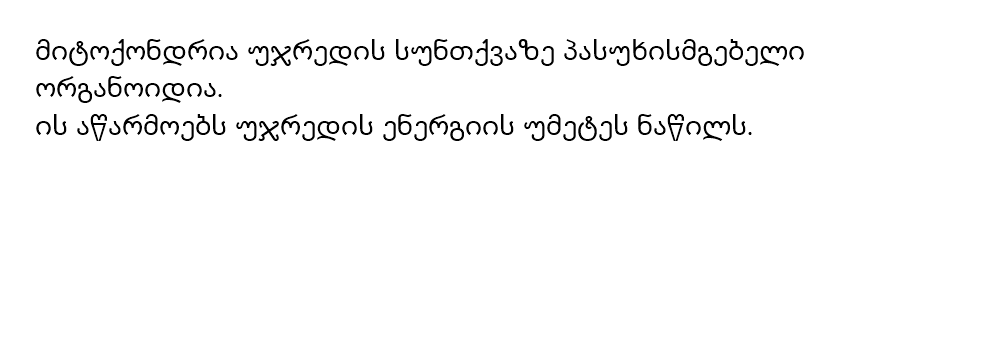 მიტოქონდრია უჯრედის სუნთქვაზე პასუხისმგებელი
ორგანოიდია.
ის აწარმოებს უჯრედის ენერგიის უმეტეს ნაწილს.